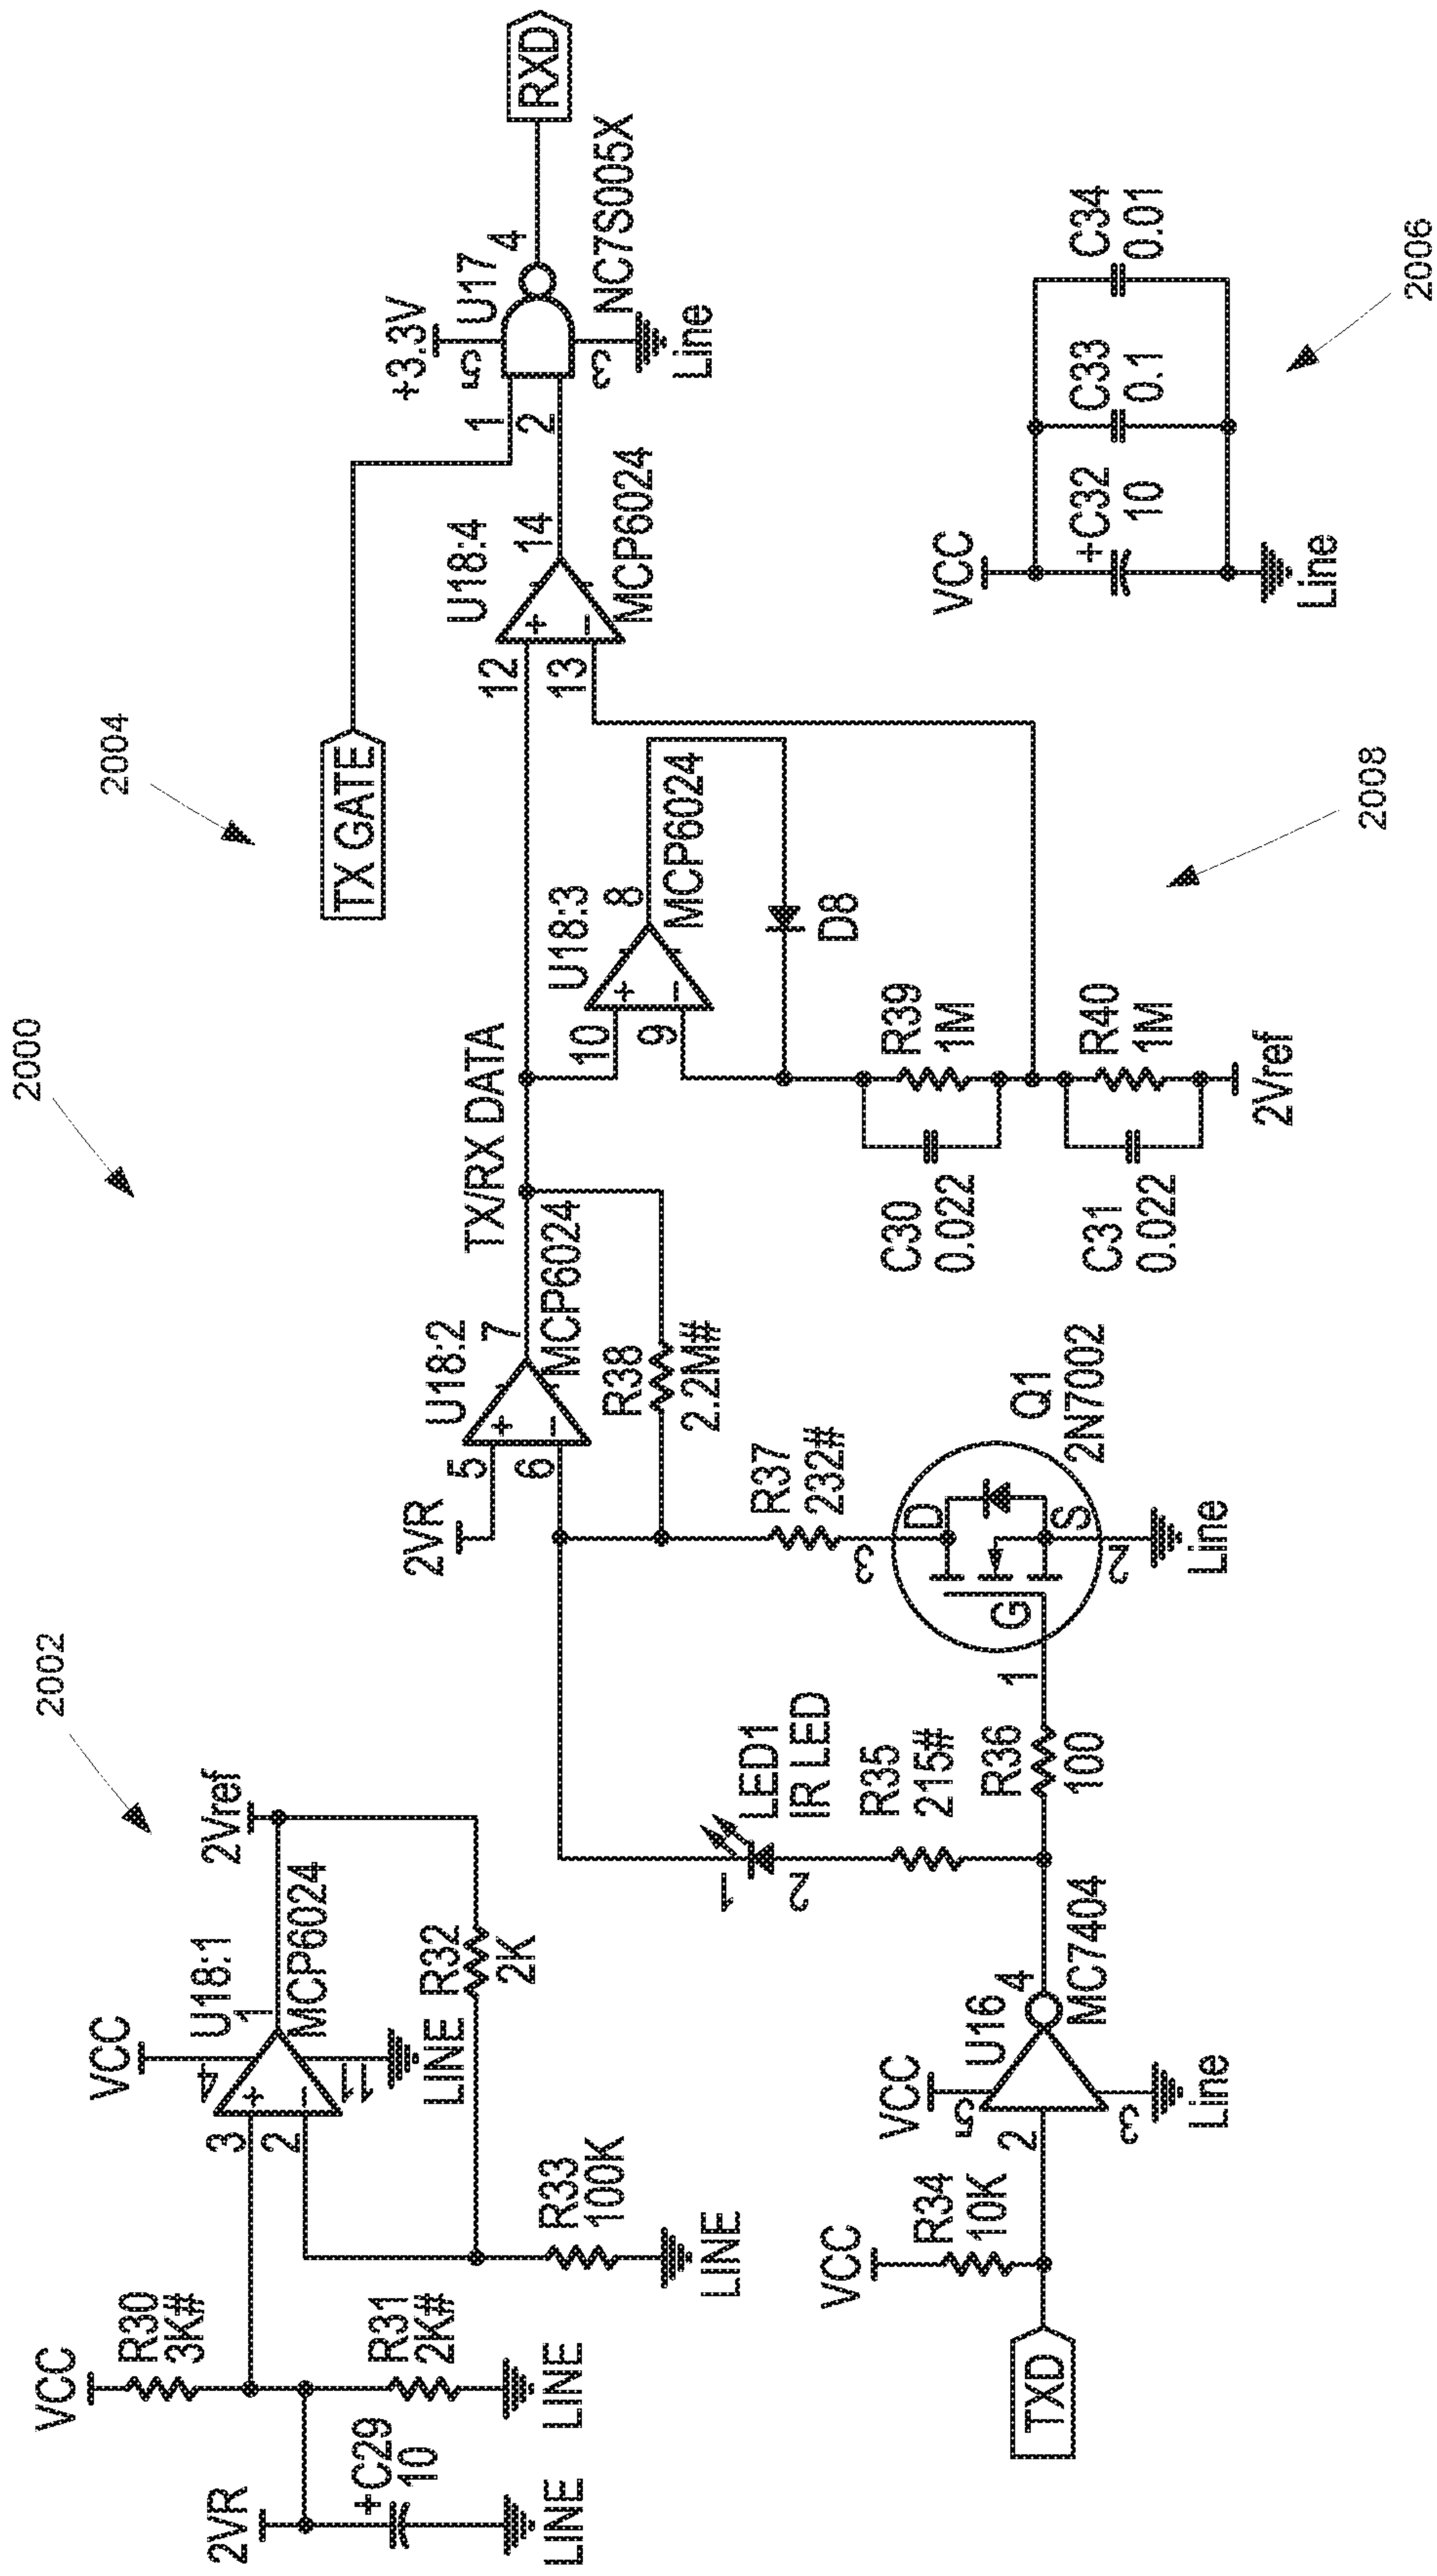 2000
2002
2004
2006
2008
VCC
R30
3K#
2VR
+C29
10
LINE
R31
2K#
LINE
3
2
VCC
4
U18:1
1
MCP6024
11
LINE
2Vref
R32
2K
R33
100K
LINE
TXD
VCC
R34
10K
2
VCC
5
U16
4
MC7404
3
Line
LED1
IR LED
1
2
R35
215#
R36
100
1
G
D
S
3
2
Q1
2N7002
Line
R37
232#
2VR
5
6
U18:2
7
MCP6024
R38
2.2M#
TX/RX DATA
10
9
U18:3
8
MCP6024
D8
R39
1M
C30
0.022
R40
1M
C31
0.022
2Vref
TX GATE
12
13
U18:4
14
MCP6024
1
2
+3.3V
5
U17
4
NC7S005X
3
Line
RXD
VCC
+C32
10
C33
0.1
C34
0.01
Line